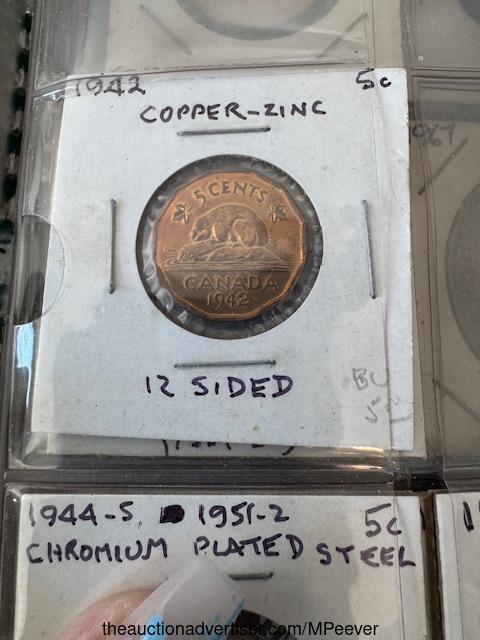 1942 5c
COPPER-ZINC
5 CENTS
CANADA
1942
12 SIDED
BU
1967
1944-5, 1951-2 5c
CHROMIUM PLATED STEEL
theauctionadvertiser.com/MPeever